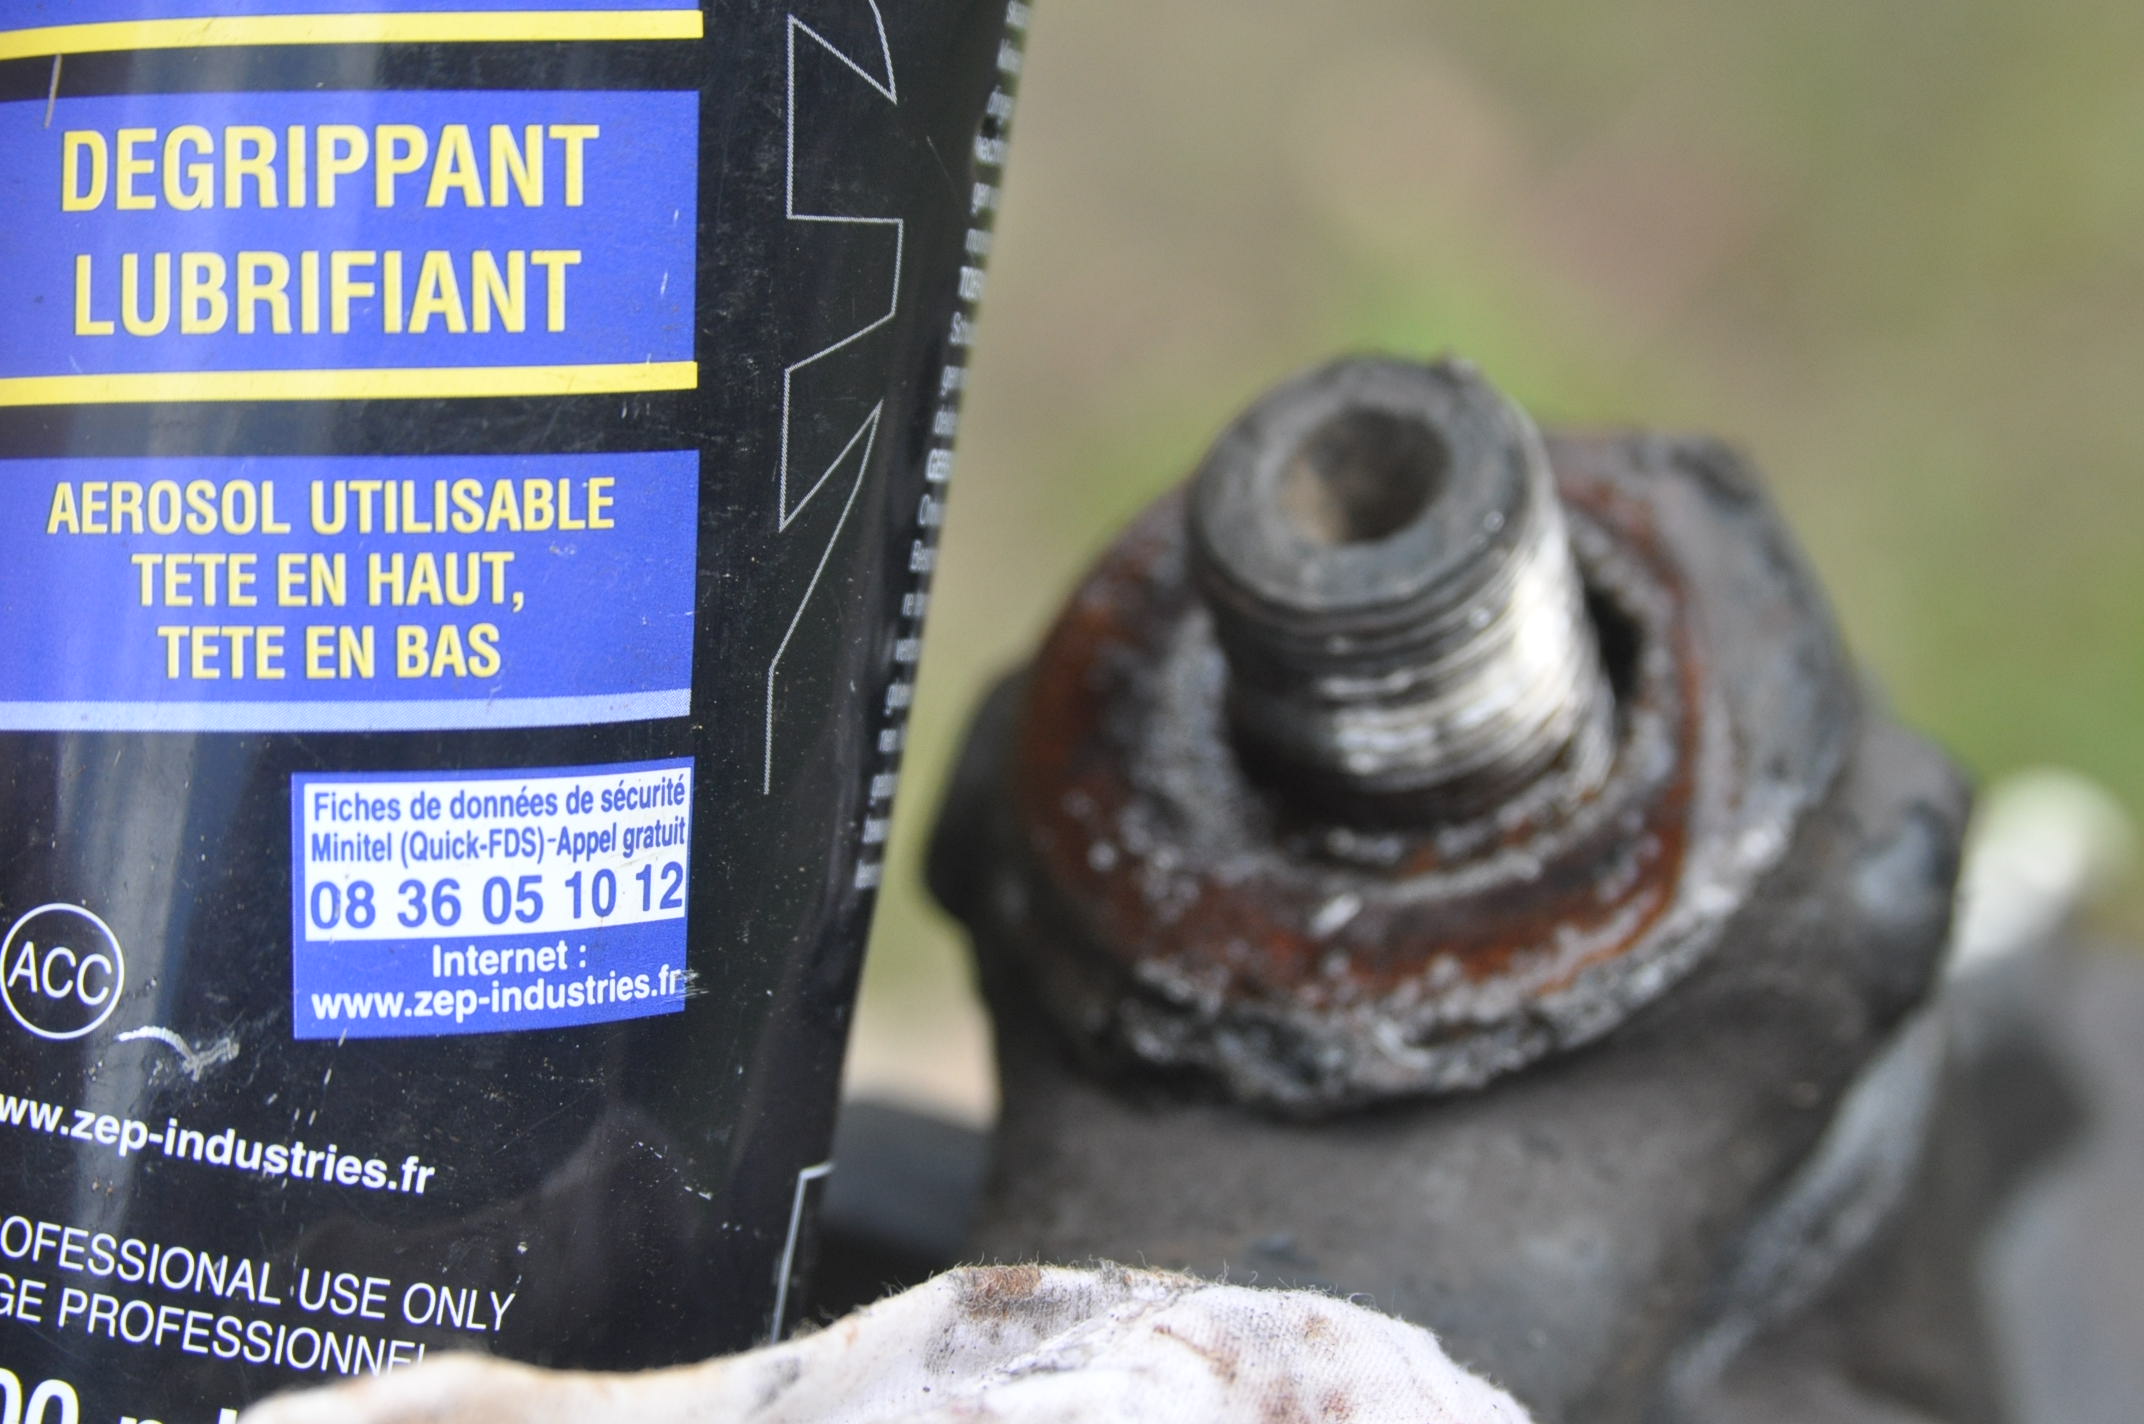 DEGRIPPANT
LUBRIFIANT
AEROSOL UTILISABLE
TETE EN HAUT,
TETE EN BAS
Fiches de données de sécurité
Minitel (Quick-FDS)-Appel gratuit
08 36 05 10 12
Internet :
www.zep-industries.fr
ACC
ww.zep-industries.fr
OFESSIONAL USE ONLY
GE PROFESSIONNEL